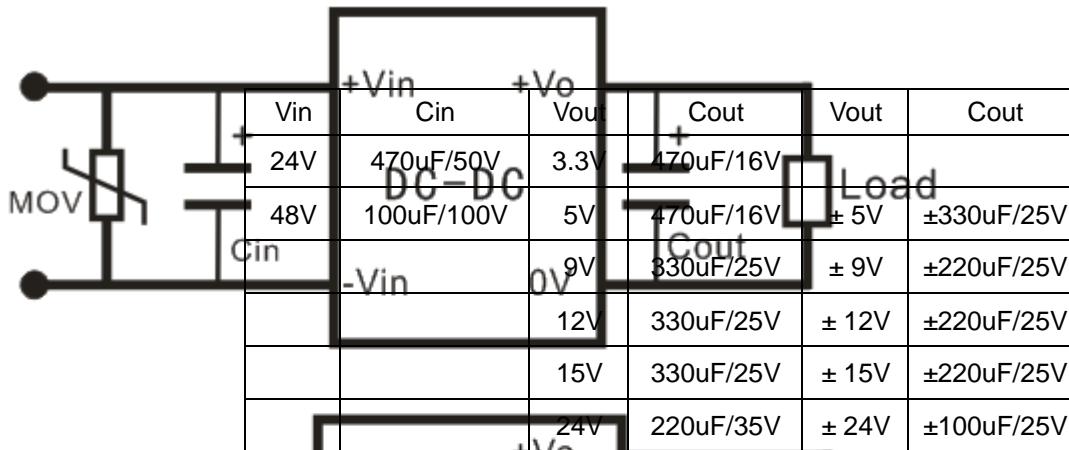 +Vin +Vo
Vin Cin Vout Cout Vout Cout
+ +
24V 470uF/50V 3.3V 470uF/16V
DC-DC
Load
MOV
48V 100uF/100V 5V 470uF/16V ± 5V ±330uF/25V
Cin Cout
9V 330uF/25V ± 9V ±220uF/25V
-Vin 0V
12V 330uF/25V ± 12V ±220uF/25V
15V 330uF/25V ± 15V ±220uF/25V
24V 220uF/35V ± 24V ±100uF/25V
+Vo